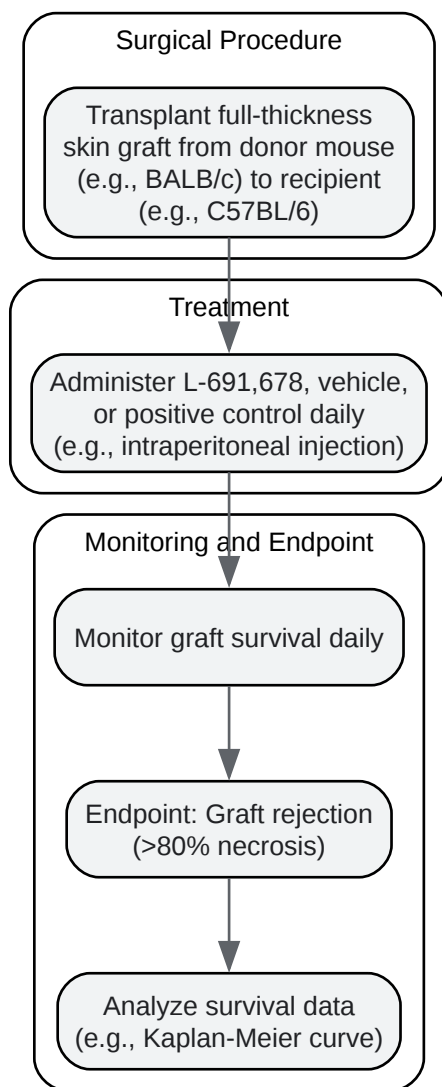 Surgical Procedure
Transplant full-thickness
skin graft from donor mouse
(e.g., BALB/c) to recipient
(e.g., C57BL/6)
Treatment
Administer L-691,678, vehicle,
or positive control daily
(e.g., intraperitoneal injection)
Monitoring and Endpoint
Monitor graft survival daily
Endpoint: Graft rejection
(>80% necrosis)
Analyze survival data
(e.g., Kaplan-Meier curve)